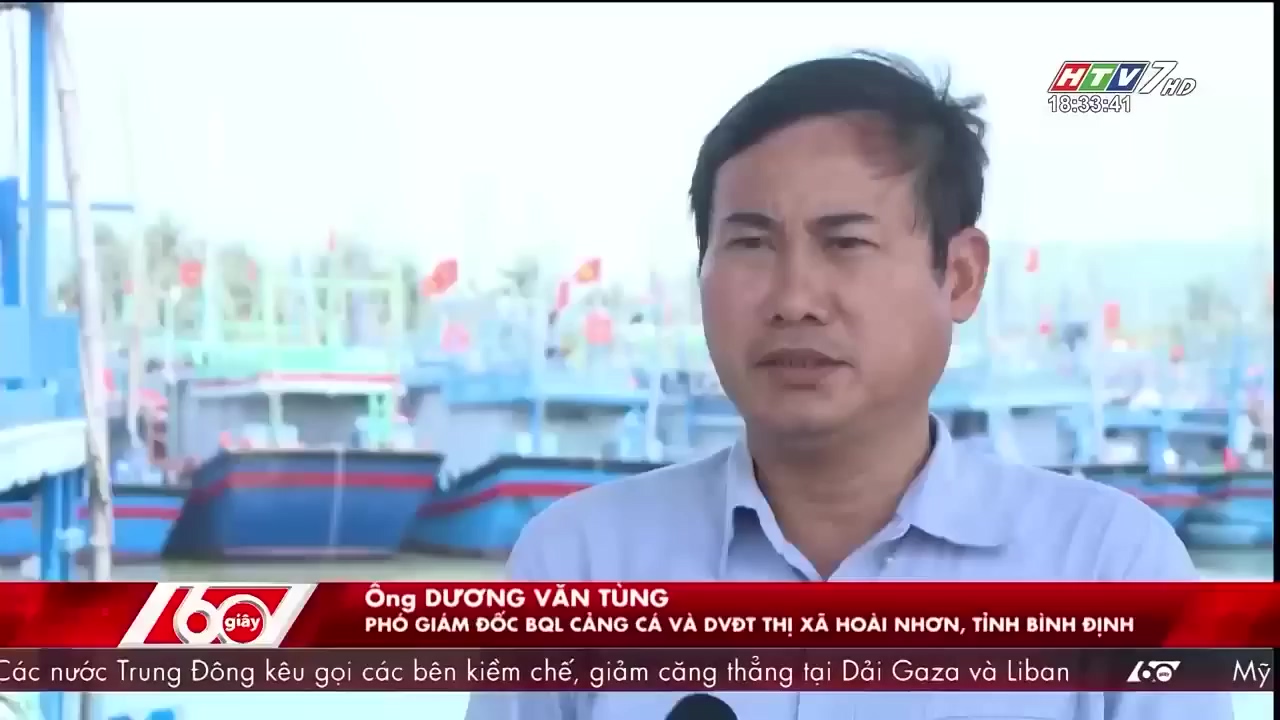 HTV7 HD
18:33:41
60 giây
Ông DƯƠNG VĂN TÙNG
PHÓ GIÁM ĐỐC BQL CẢNG CÁ VÀ DVĐT THỊ XÃ HOÀI NHƠN, TỈNH BÌNH ĐỊNH
Các nước Trung Đông kêu gọi các bên kiềm chế, giảm căng thẳng tại Dải Gaza và Liban 60 giây Mỹ